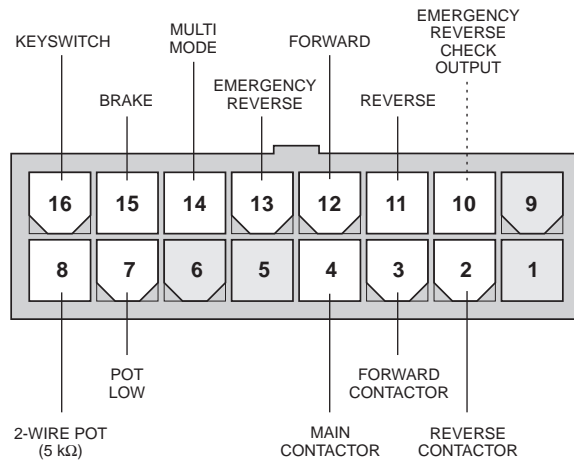 EMERGENCY
REVERSE
CHECK
OUTPUT
MULTI
MODE
KEYSWITCH
FORWARD
BRAKE
EMERGENCY
REVERSE
REVERSE
16 15 14 13 12 11 10 9
8 7 6 5 4 3 2 1
POT
LOW
FORWARD
CONTACTOR
2-WIRE POT
(5 kΩ)
MAIN
CONTACTOR
REVERSE
CONTACTOR